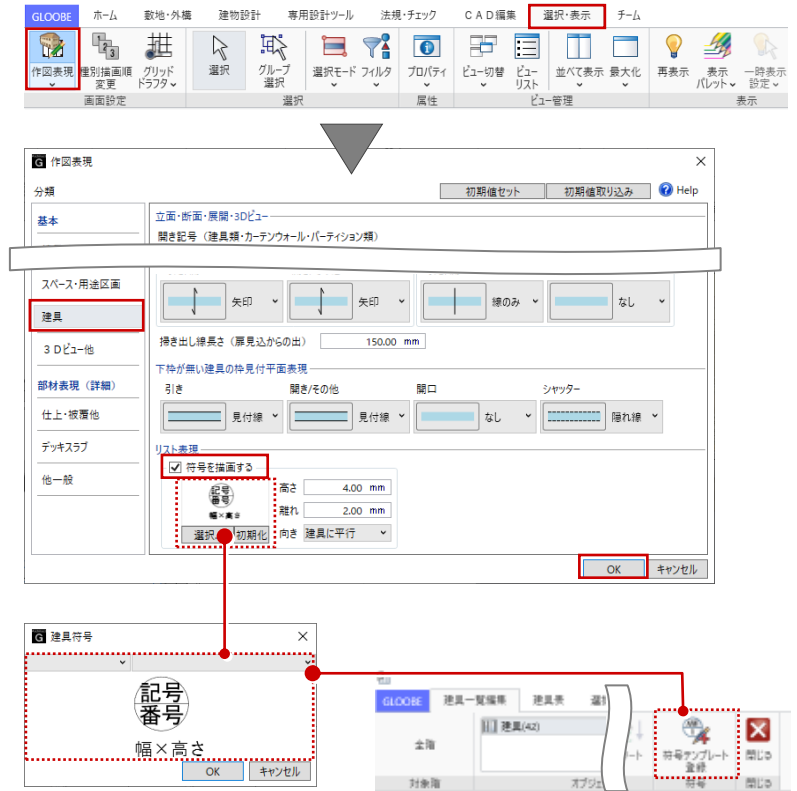 GLOOBE ホーム 敷地・外構 建物設計 専用設計ツール 法規・チェック CAD編集 選択・表示 チーム
作図表現 種別描画順変更 グリッドドラフタ 選択 グループ選択 選択モード フィルタ プロパティ ビュー切替 ビューリスト 並べて表示 最大化 再表示 表示パレット 一時表示設定
画面設定 選択 属性 ビュー管理 表示
G 作図表現
分類 初期値セット 初期値取り込み Help
基本
立面・断面・展開・3Dビュー
開き記号（建具類・カーテンウォール・パーティション類）
スペース・用途区画
矢印 矢印 線のみ なし
建具
掃き出し線長さ（扉見込からの出） 150.00 mm
３Ｄビュー他
下枠が無い建具の枠見付平面表現
部材表現（詳細）
引き 開き/その他 開口 シャッター
仕上・被覆他
見付線 見付線 なし 隠れ線
デッキスラブ
リスト表現
符号を描画する
他一般
記号
番号
幅×高さ
高さ 4.00 mm
離れ 2.00 mm
選択 初期化 向き 建具に平行
OK キャンセル
G 建具符号
記号
番号
幅×高さ
OK キャンセル
GLOOBE 建具一覧編集 建具表
建具(42)
全階
符号テンプレート登録 閉じる
対象階 符号 閉じる